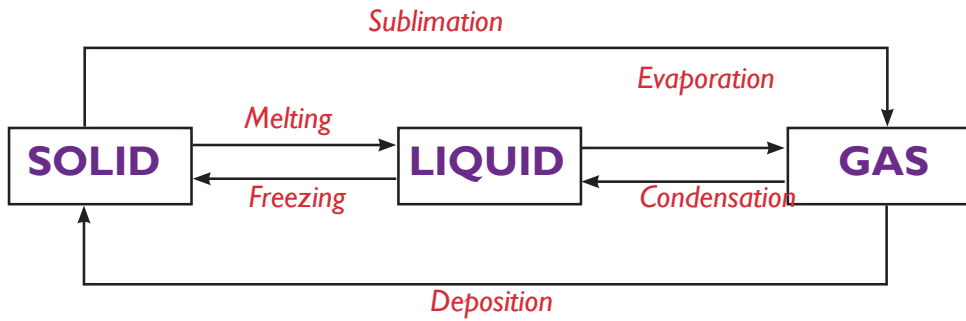 Sublimation
Evaporation
Melting
SOLID
LIQUID
GAS
Freezing
Condensation
Deposition